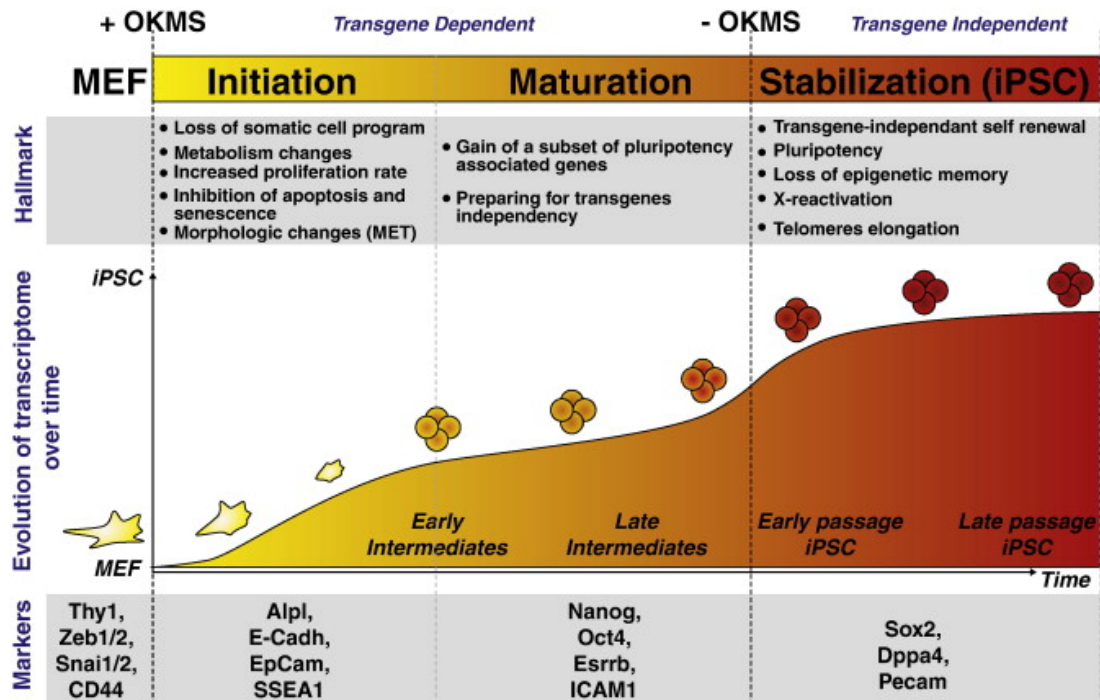 + OKMS
Transgene Dependent
- OKMS
Transgene Independent
MEF
Initiation
Maturation
Stabilization (iPSC)
Hallmark
• Loss of somatic cell program
• Metabolism changes
• Increased proliferation rate
• Inhibition of apoptosis and
senescence
• Morphologic changes (MET)
• Gain of a subset of pluripotency
associated genes
• Preparing for transgenes
independency
• Transgene-independant self renewal
• Pluripotency
• Loss of epigenetic memory
• X-reactivation
• Telomeres elongation
Evolution of transcriptome
over time
iPSC
MEF
Early
Intermediates
Late
Intermediates
Early passage
iPSC
Late passage
iPSC
Time
Markers
Thy1,
Zeb1/2,
Snai1/2,
CD44
Alpl,
E-Cadh,
EpCam,
SSEA1
Nanog,
Oct4,
Esrrb,
ICAM1
Sox2,
Dppa4,
Pecam